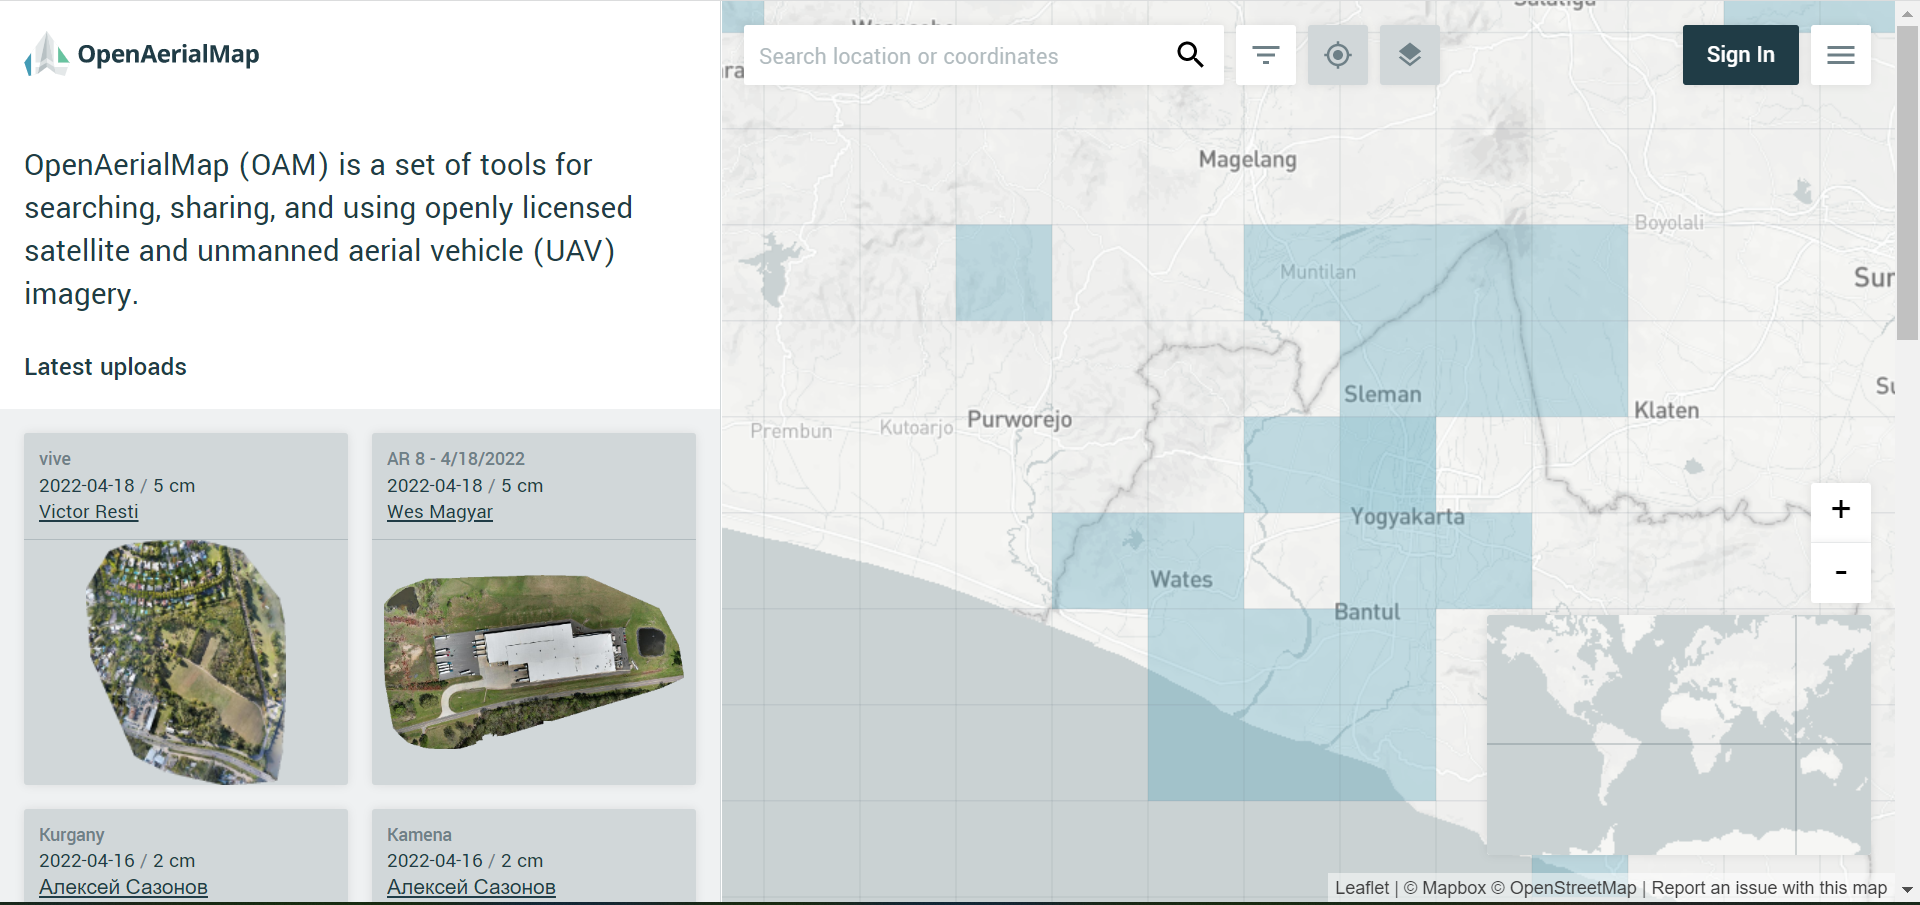 OpenAerialMap
OpenAerialMap (OAM) is a set of tools for
searching, sharing, and using openly licensed
satellite and unmanned aerial vehicle (UAV)
imagery.
Latest uploads
vive
2022-04-18 / 5 cm
Victor Resti
AR 8 - 4/18/2022
2022-04-18 / 5 cm
Wes Magyar
Kurgany
2022-04-16 / 2 cm
Алексей Сазонов
Kamena
2022-04-16 / 2 cm
Алексей Сазонов
Search location or coordinates
Sign In
Magelang
Boyolali
Muntilan
Sur
Sleman
Klaten
Prembun
Kutoarjo
Purworejo
Yogyakarta
Wates
Bantul
+
-
Leaflet | © Mapbox © OpenStreetMap | Report an issue with this map